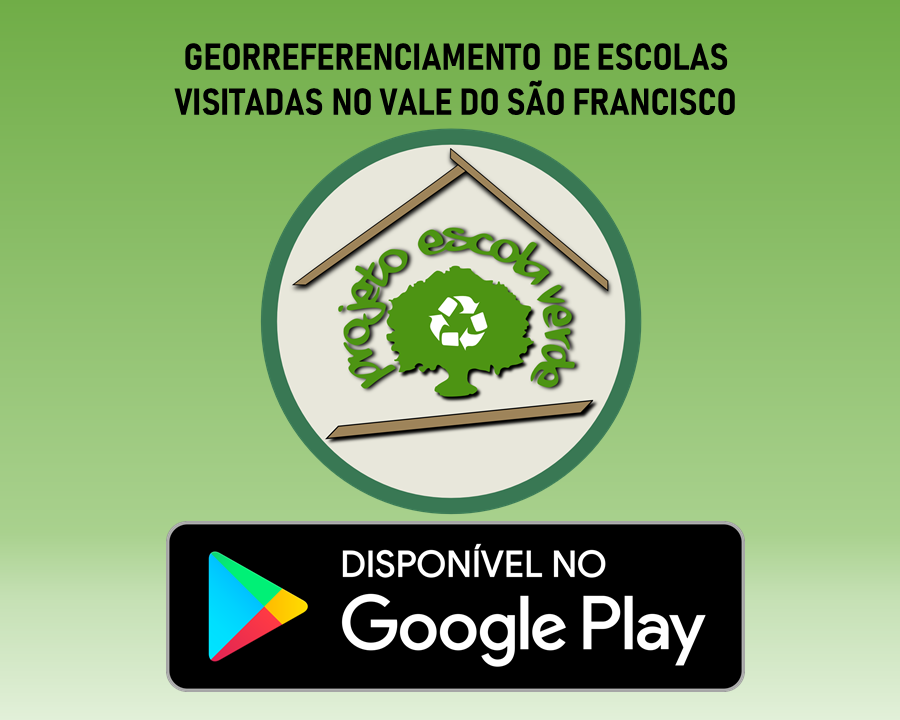 GEORREFERENCIAMENTO DE ESCOLAS
VISITADAS NO VALE DO SÃO FRANCISCO
projeto escola verde
DISPONÍVEL NO
Google Play